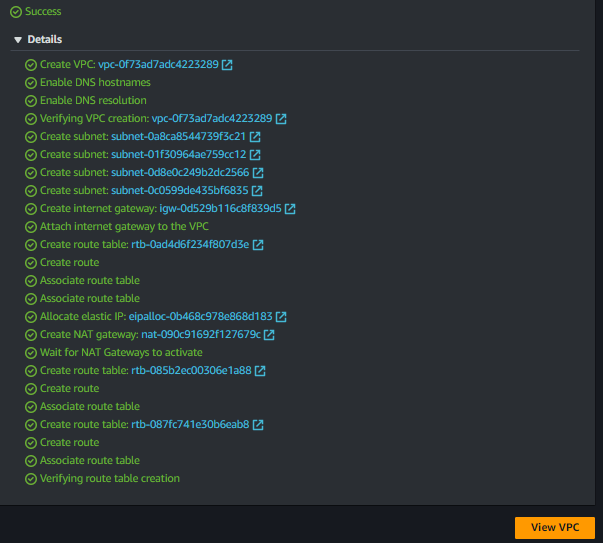 Success
Details
Create VPC: vpc-0f73ad7adc4223289
Enable DNS hostnames
Enable DNS resolution
Verifying VPC creation: vpc-0f73ad7adc4223289
Create subnet: subnet-0a8ca8544739f3c21
Create subnet: subnet-01f30964ae759cc12
Create subnet: subnet-0d8e0c249b2dc2566
Create subnet: subnet-0c0599de435bf6835
Create internet gateway: igw-0d529b116c8f839d5
Attach internet gateway to the VPC
Create route table: rtb-0ad4d6f234f807d3e
Create route
Associate route table
Associate route table
Allocate elastic IP: eipalloc-0b468c978e868d183
Create NAT gateway: nat-090c91692f127679c
Wait for NAT Gateways to activate
Create route table: rtb-085b2ec00306e1a88
Create route
Associate route table
Create route table: rtb-087fc741e30b6eab8
Create route
Associate route table
Verifying route table creation
View VPC